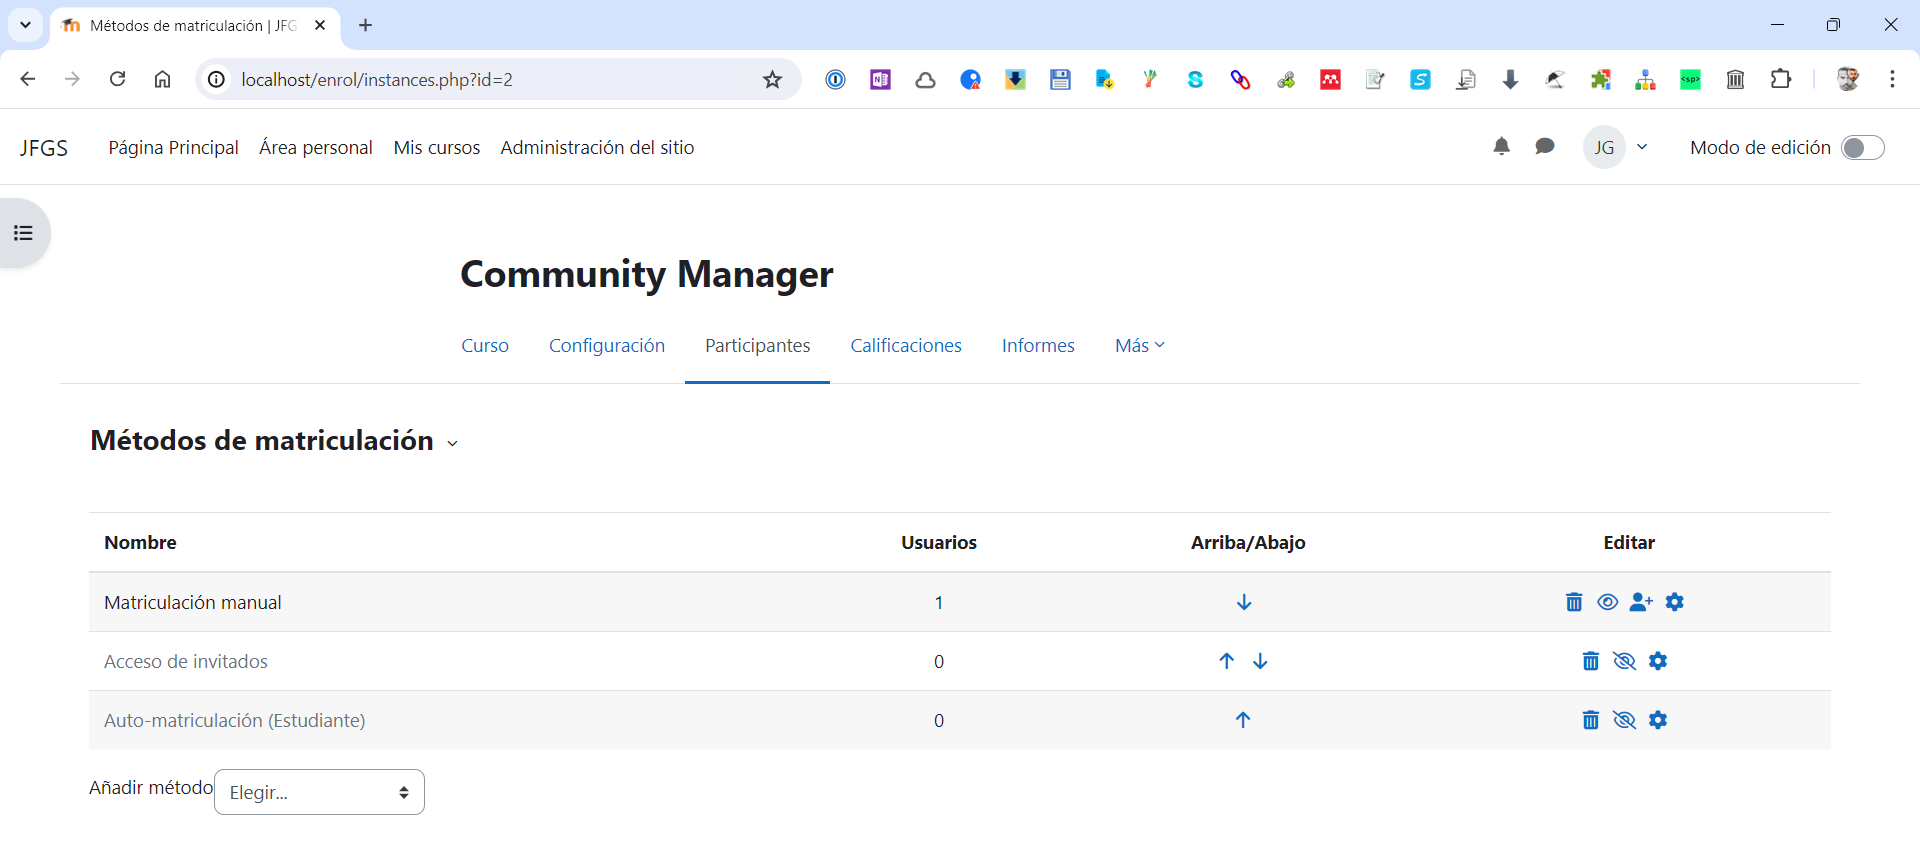 Métodos de matriculación | JFG
localhost/enrol/instances.php?id=2
JFGS Página Principal Área personal Mis cursos Administración del sitio JG Modo de edición
Community Manager
Curso Configuración Participantes Calificaciones Informes Más
Métodos de matriculación
Nombre Usuarios Arriba/Abajo Editar
Matriculación manual 1
Acceso de invitados 0
Auto-matriculación (Estudiante) 0
Añadir método Elegir...